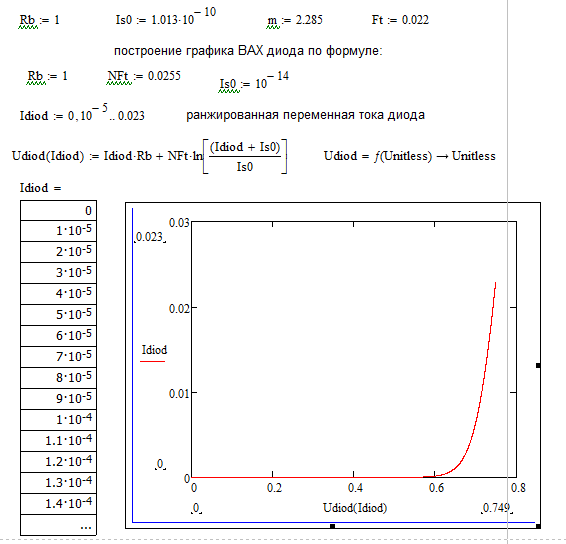 Rb := 1 Is0 := 1.013·10^-10 m := 2.285 Ft := 0.022
построение графика ВАХ диода по формуле:
Rb := 1 NFt := 0.0255 Is0 := 10^-14
Idiod := 0, 10^-5 .. 0.023 ранжированная переменная тока диода
Udiod(Idiod) := Idiod·Rb + NFt·ln[(Idiod + Is0)/Is0] Udiod = f(Unitless) → Unitless
Idiod =
0
1·10^-5
2·10^-5
3·10^-5
4·10^-5
5·10^-5
6·10^-5
7·10^-5
8·10^-5
9·10^-5
1·10^-4
1.1·10^-4
1.2·10^-4
1.3·10^-4
1.4·10^-4
...
0.03
0.023
0.02
Idiod
0.01
0
0
0 0.2 0.4 0.6 0.8
0 Udiod(Idiod) 0.749